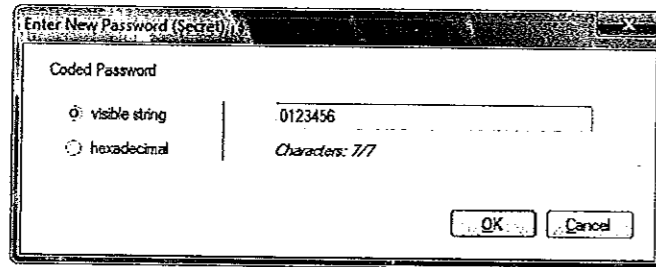 Enter New Password (Secret)
Coded Password
visible string
0123456
hexadecimal
Characters: 7/7
OK
Cancel